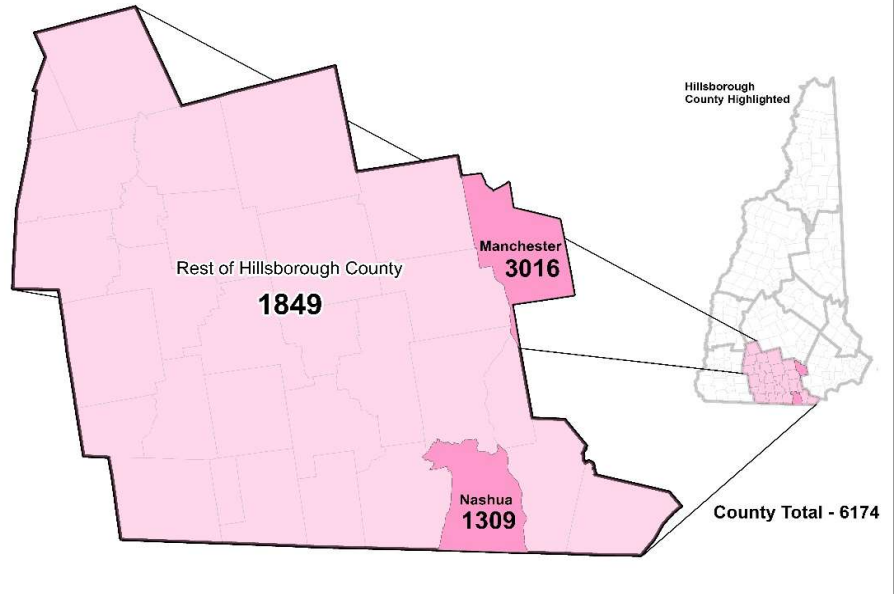 Hillsborough
County Highlighted
Manchester
3016
Rest of Hillsborough County
1849
Nashua
1309
County Total - 6174